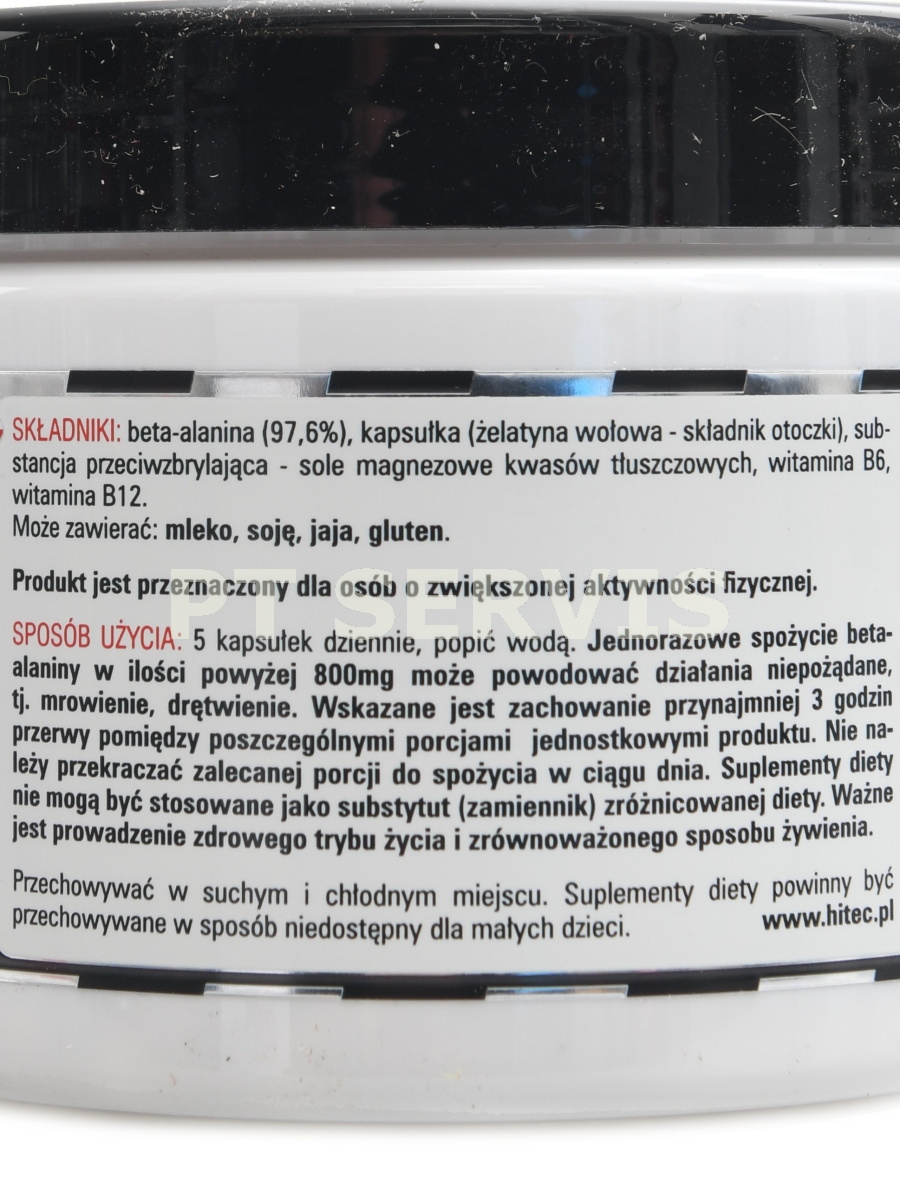 SKŁADNIKI: beta-alanina (97,6%), kapsułka (żelatyna wołowa - składnik otoczki), sub-
stancja przeciwzbrylająca - sole magnezowe kwasów tłuszczowych, witamina B6,
witamina B12.
Może zawierać: mleko, soję, jaja, gluten.
Produkt jest przeznaczony dla osób o zwiększonej aktywności fizycznej.
PT SERVIS
SPOSÓB UŻYCIA: 5 kapsułek dziennie, popić wodą. Jednorazowe spożycie beta-
alaniny w ilości powyżej 800mg może powodować działania niepożądane,
tj. mrowienie, drętwienie. Wskazane jest zachowanie przynajmniej 3 godzin
przerwy pomiędzy poszczególnymi porcjami jednostkowymi produktu. Nie na-
leży przekraczać zalecanej porcji do spożycia w ciągu dnia. Suplementy diety
nie mogą być stosowane jako substytut (zamiennik) zróżnicowanej diety. Ważne
jest prowadzenie zdrowego trybu życia i zrównoważonego sposobu żywienia.
Przechowywać w suchym i chłodnym miejscu. Suplementy diety powinny być
przechowywane w sposób niedostępny dla małych dzieci. www.hitec.pl